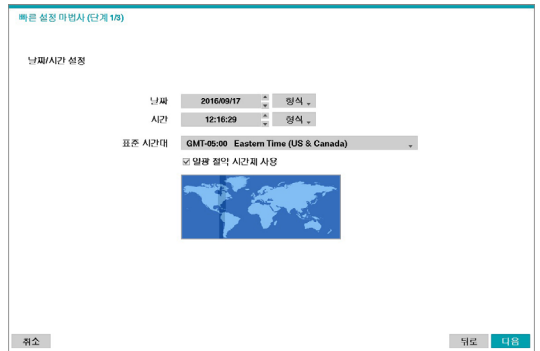 빠른 설정 마법사 (단계 1/3)
날짜/시간 설정
날짜 2016/09/17 형식
시간 12:16:29 형식
표준 시간대 GMT-05:00 Eastern Time (US & Canada)
일광 절약 시간제 사용
취소 뒤로 다음